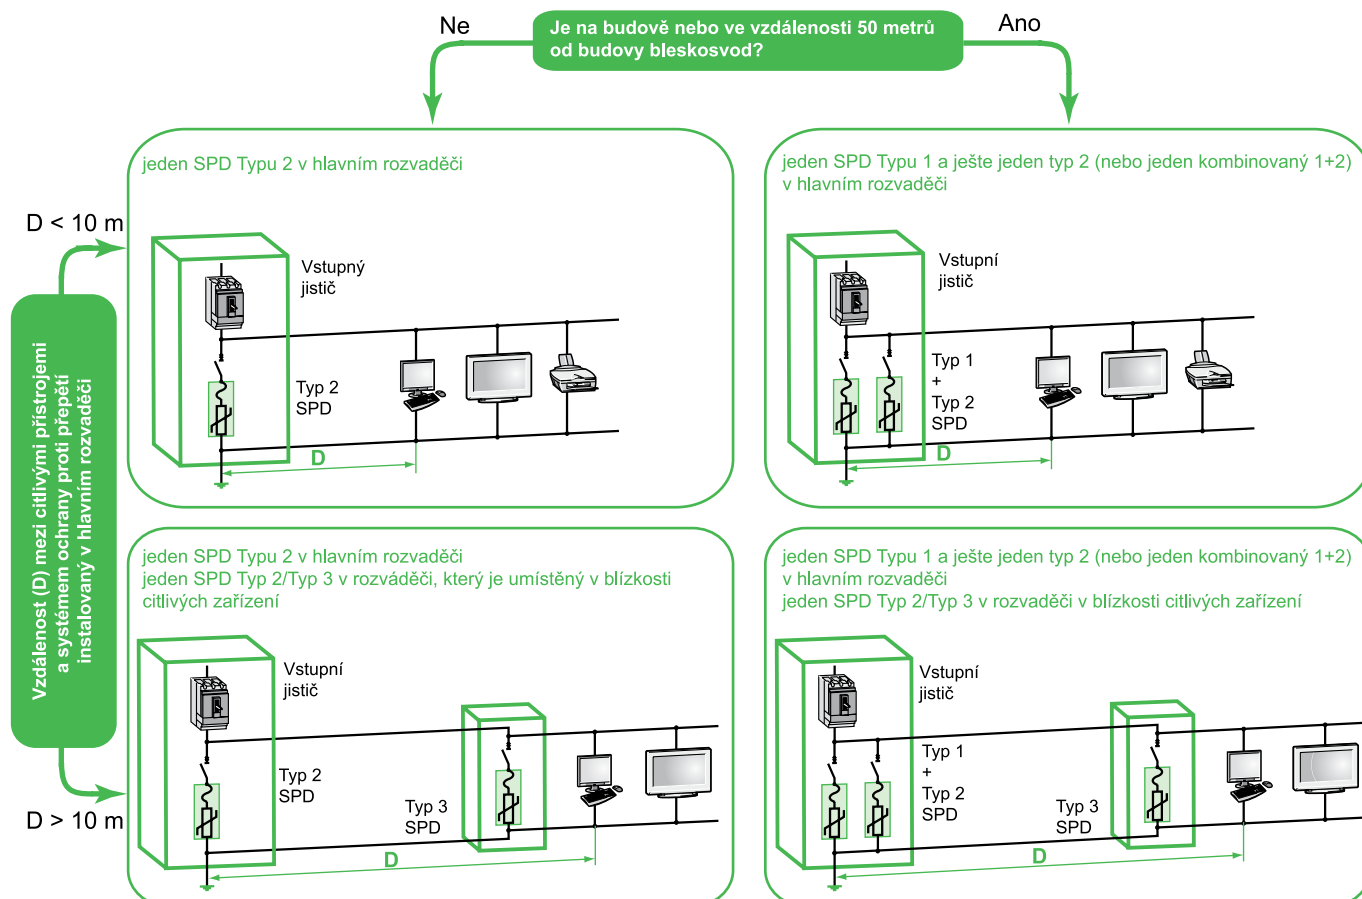 Ne
Je na budově nebo ve vzdálenosti 50 metrů
od budovy bleskosvod?
Ano
jeden SPD Typu 2 v hlavním rozvaděči
D < 10 m
Vstupný
jistič
Typ 2
SPD
D
jeden SPD Typu 1 a ješte jeden typ 2 (nebo jeden kombinovaný 1+2)
v hlavním rozvaděči
Vstupní
jistič
Typ 1
+
Typ 2
SPD
D
Vzdálenost (D) mezi citlivými přístrojemi
a systémem ochrany proti přepětí
instalovaný v hlavním rozvaděči
jeden SPD Typu 2 v hlavním rozvaděči
jeden SPD Typ 2/Typ 3 v rozváděči, který je umístěný v blízkosti
citlivých zařízení
D > 10 m
Vstupní
jistič
Typ 2
SPD
Typ 3
SPD
D
jeden SPD Typu 1 a ješte jeden typ 2 (nebo jeden kombinovaný 1+2)
v hlavním rozvaděči
jeden SPD Typ 2/Typ 3 v rozvaděči v blízkosti citlivých zařízení
Vstupní
jistič
Typ 1
+
Typ 2
SPD
Typ 3
SPD
D